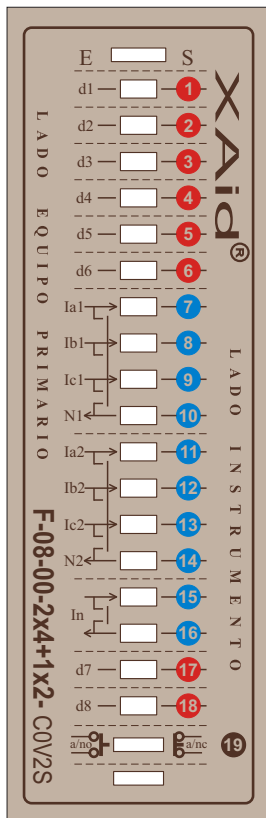 E S
d1 1
d2 2
d3 3
d4 4
d5 5
d6 6
Ia1 7
Ib1 8
Ic1 9
N1 10
Ia2 11
Ib2 12
Ic2 13
N2 14
In 15
16
d7 17
d8 18
a/no a/nc 19
LADO EQUIPO PRIMARIO
F-08-00-2x4+1x2- C0V2S
XAid®
LADO INSTRUMENTO